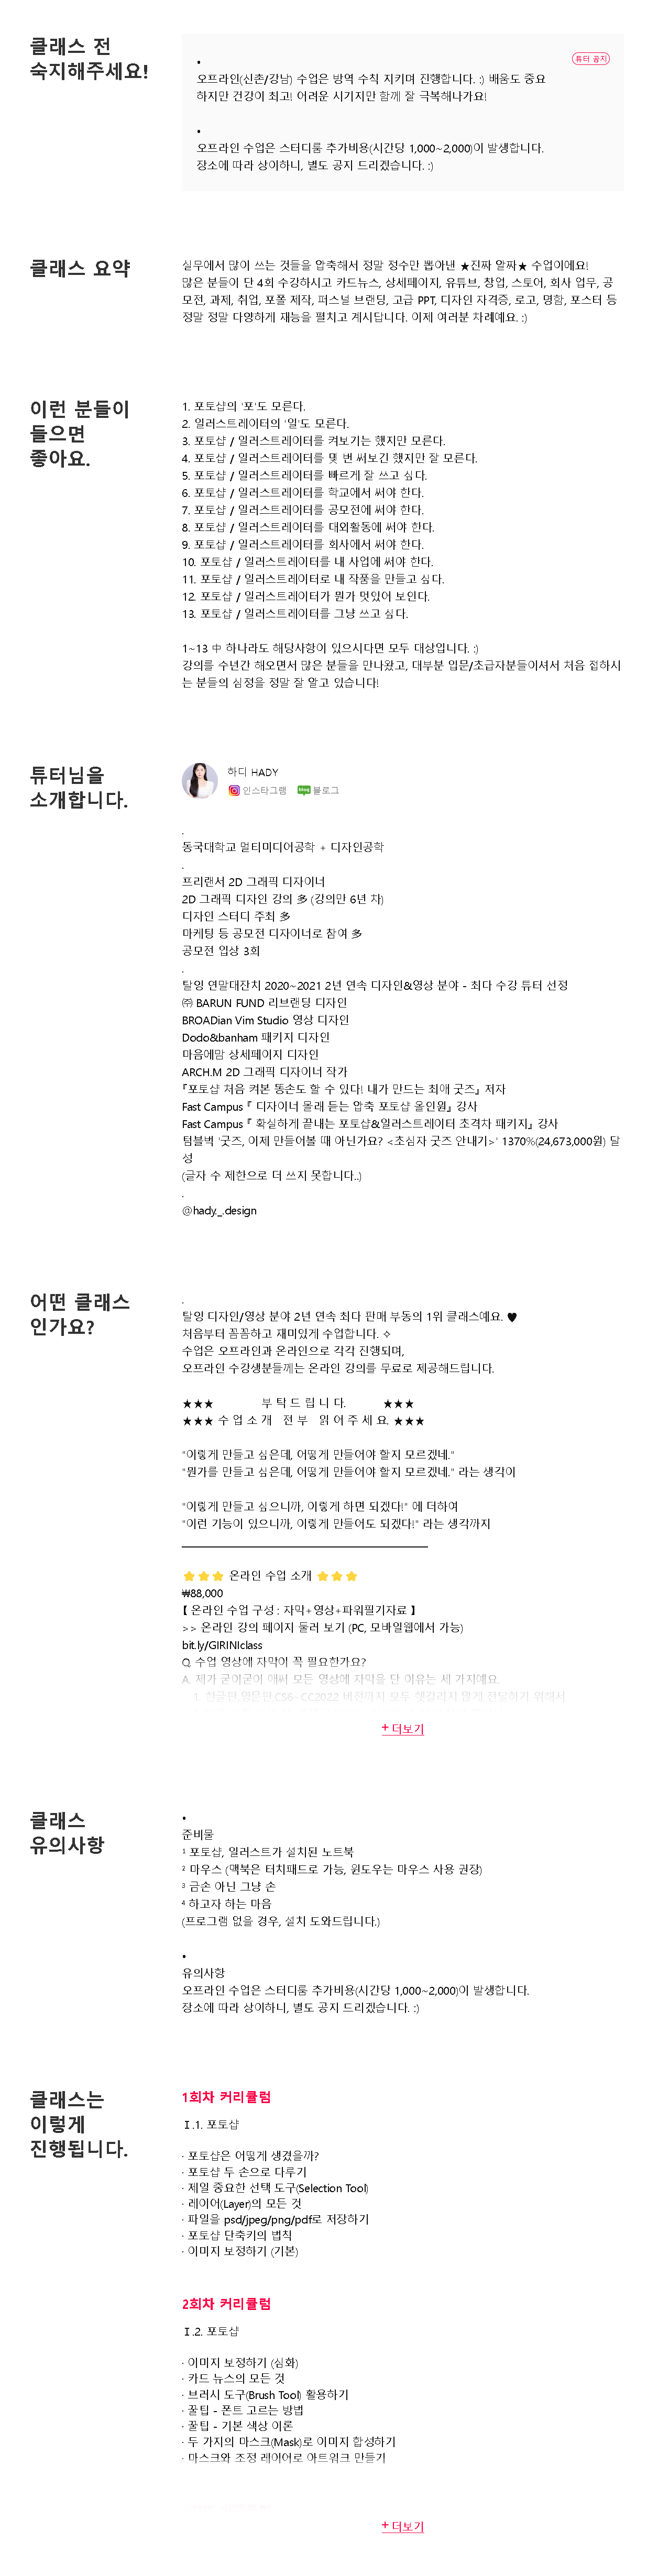 클래스 전
숙지해주세요!
•
튜터 공지
오프라인(신촌/강남) 수업은 방역 수칙 지키며 진행합니다. :) 배움도 중요
하지만 건강이 최고! 어려운 시기지만 함께 잘 극복해나가요!
•
오프라인 수업은 스터디룸 추가비용(시간당 1,000~2,000)이 발생합니다.
장소에 따라 상이하니, 별도 공지 드리겠습니다. :)
클래스 요약
실무에서 많이 쓰는 것들을 압축해서 정말 정수만 뽑아낸 ★진짜 알짜★ 수업이에요!
많은 분들이 단 4회 수강하시고 카드뉴스, 상세페이지, 유튜브, 창업, 스토어, 회사 업무, 공
모전, 과제, 취업, 포폴 제작, 퍼스널 브랜딩, 고급 PPT, 디자인 자격증, 로고, 명함, 포스터 등
정말 정말 다양하게 재능을 펼치고 계시답니다. 이제 여러분 차례예요. :)
이런 분들이
들으면
좋아요.
1. 포토샵의 '포'도 모른다.
2. 일러스트레이터의 '일'도 모른다.
3. 포토샵 / 일러스트레이터를 켜보기는 했지만 모른다.
4. 포토샵 / 일러스트레이터를 몇 번 써보긴 했지만 잘 모른다.
5. 포토샵 / 일러스트레이터를 빠르게 잘 쓰고 싶다.
6. 포토샵 / 일러스트레이터를 학교에서 써야 한다.
7. 포토샵 / 일러스트레이터를 공모전에 써야 한다.
8. 포토샵 / 일러스트레이터를 대외활동에 써야 한다.
9. 포토샵 / 일러스트레이터를 회사에서 써야 한다.
10. 포토샵 / 일러스트레이터를 내 사업에 써야 한다.
11. 포토샵 / 일러스트레이터로 내 작품을 만들고 싶다.
12. 포토샵 / 일러스트레이터가 뭔가 멋있어 보인다.
13. 포토샵 / 일러스트레이터를 그냥 쓰고 싶다.
1~13 中 하나라도 해당사항이 있으시다면 모두 대상입니다. :)
강의를 수년간 해오면서 많은 분들을 만나왔고, 대부분 입문/초급자분들이셔서 처음 접하시
는 분들의 심정을 정말 잘 알고 있습니다!
튜터님을
소개합니다.
하디 HADY
인스타그램 blog 블로그
.
동국대학교 멀티미디어공학 + 디자인공학
.
프리랜서 2D 그래픽 디자이너
2D 그래픽 디자인 강의 多 (강의만 6년 차)
디자인 스터디 주최 多
마케팅 등 공모전 디자이너로 참여 多
공모전 입상 3회
.
탈잉 연말대잔치 2020~2021 2년 연속 디자인&영상 분야 - 최다 수강 튜터 선정
㈜ BARUN FUND 리브랜딩 디자인
BROADian Vim Studio 영상 디자인
Dodo&banham 패키지 디자인
마음에맘 상세페이지 디자인
ARCH.M 2D 그래픽 디자이너 작가
『포토샵 처음 켜본 똥손도 할 수 있다! 내가 만드는 최애 굿즈』 저자
Fast Campus 『 디자이너 몰래 듣는 압축 포토샵 올인원』 강사
Fast Campus 『 확실하게 끝내는 포토샵&일러스트레이터 초격차 패키지』 강사
텀블벅 '굿즈, 이제 만들어볼 때 아닌가요? <초심자 굿즈 안내기>' 1370%(24,673,000원) 달
성
(글자 수 제한으로 더 쓰지 못합니다..)
.
@hady._.design
어떤 클래스
인가요?
.
탈잉 디자인/영상 분야 2년 연속 최다 판매 부동의 1위 클래스예요. ♥
처음부터 꼼꼼하고 재미있게 수업합니다. ✧
수업은 오프라인과 온라인으로 각각 진행되며,
오프라인 수강생분들께는 온라인 강의를 무료로 제공해드립니다.
★★★ 부 탁 드 립 니 다. ★★★
★★★ 수 업 소 개 전 부 읽 어 주 세 요. ★★★
"이렇게 만들고 싶은데, 어떻게 만들어야 할지 모르겠네."
"뭔가를 만들고 싶은데, 어떻게 만들어야 할지 모르겠네." 라는 생각이
"이렇게 만들고 싶으니까, 이렇게 하면 되겠다!" 에 더하여
"이런 기능이 있으니까, 이렇게 만들어도 되겠다!" 라는 생각까지
⭐⭐⭐ 온라인 수업 소개 ⭐⭐⭐
₩88,000
【 온라인 수업 구성 : 자막+영상+파워필기자료 】
>> 온라인 강의 페이지 둘러 보기 (PC, 모바일웹에서 가능)
bit.ly/GIRINIclass
Q. 수업 영상에 자막이 꼭 필요한가요?
A. 제가 굳이굳이 애써 모든 영상에 자막을 단 이유는 세 가지예요.
1. 한글판,영문판,CS6~CC2022 버전까지 모두 헷갈리지 않게 전달하기 위해서
+ 더보기
클래스
유의사항
•
준비물
¹ 포토샵, 일러스트가 설치된 노트북
² 마우스 (맥북은 터치패드로 가능, 윈도우는 마우스 사용 권장)
³ 금손 아닌 그냥 손
⁴ 하고자 하는 마음
(프로그램 없을 경우, 설치 도와드립니다.)
•
유의사항
오프라인 수업은 스터디룸 추가비용(시간당 1,000~2,000)이 발생합니다.
장소에 따라 상이하니, 별도 공지 드리겠습니다. :)
클래스는
이렇게
진행됩니다.
1회차 커리큘럼
Ⅰ.1. 포토샵
· 포토샵은 어떻게 생겼을까?
· 포토샵 두 손으로 다루기
· 제일 중요한 선택 도구(Selection Tool)
· 레이어(Layer)의 모든 것
· 파일을 psd/jpeg/png/pdf로 저장하기
· 포토샵 단축키의 법칙
· 이미지 보정하기 (기본)
2회차 커리큘럼
Ⅰ.2. 포토샵
· 이미지 보정하기 (심화)
· 카드 뉴스의 모든 것
· 브러시 도구(Brush Tool) 활용하기
· 꿀팁 - 폰트 고르는 방법
· 꿀팁 - 기본 색상 이론
· 두 가지의 마스크(Mask)로 이미지 합성하기
· 마스크와 조정 레이어로 아트워크 만들기
+ 더보기